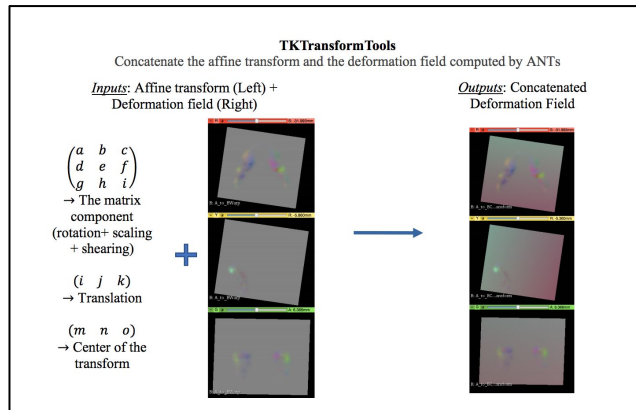 TKTransformTools
Concatenate the affine transform and the deformation field computed by ANTs
Inputs: Affine transform (Left) +
Deformation field (Right)
Outputs: Concatenated
Deformation Field
a b c
d e f
g h i
→ The matrix
component
(rotation+ scaling
+ shearing)
(i j k)
→ Translation
(m n o)
→ Center of the
transform